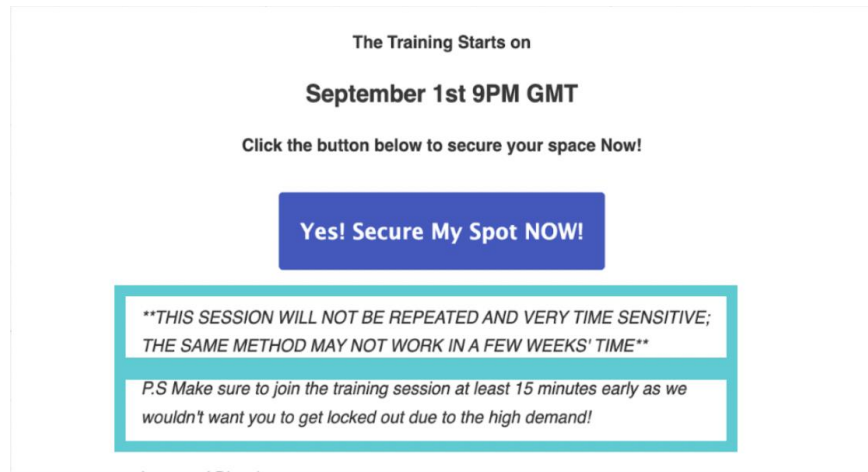 The Training Starts on
September 1st 9PM GMT
Click the button below to secure your space Now!
Yes! Secure My Spot NOW!
**THIS SESSION WILL NOT BE REPEATED AND VERY TIME SENSITIVE;
THE SAME METHOD MAY NOT WORK IN A FEW WEEKS' TIME**
P.S Make sure to join the training session at least 15 minutes early as we
wouldn't want you to get locked out due to the high demand!